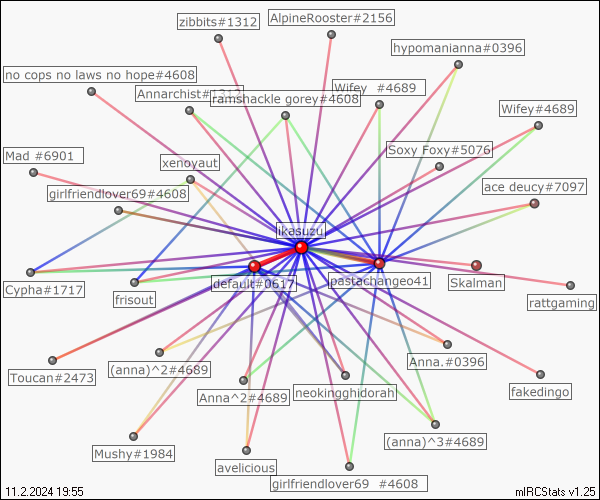 zibbits#1312
AlpineRooster#2156
hypomanianna#0396
no cops no laws no hope#4608
Annarchist#1312
ramshackle gorey#4608
Wifey #4689
Wifey#4689
Mad #6901
xenoyaut
Soxy Foxy#5076
girlfriendlover69#4608
ace deucy#7097
ikasuzu
Cypha#1717
frisout
default#0617
pastachangeo41
Skalman
rattgaming
Toucan#2473
(anna)^2#4689
Anna^2#4689
neokingghidorah
Anna.#0396
fakedingo
Mushy#1984
avelicious
girlfriendlover69 #4608
(anna)^3#4689
11.2.2024 19:55
mIRCStats v1.25